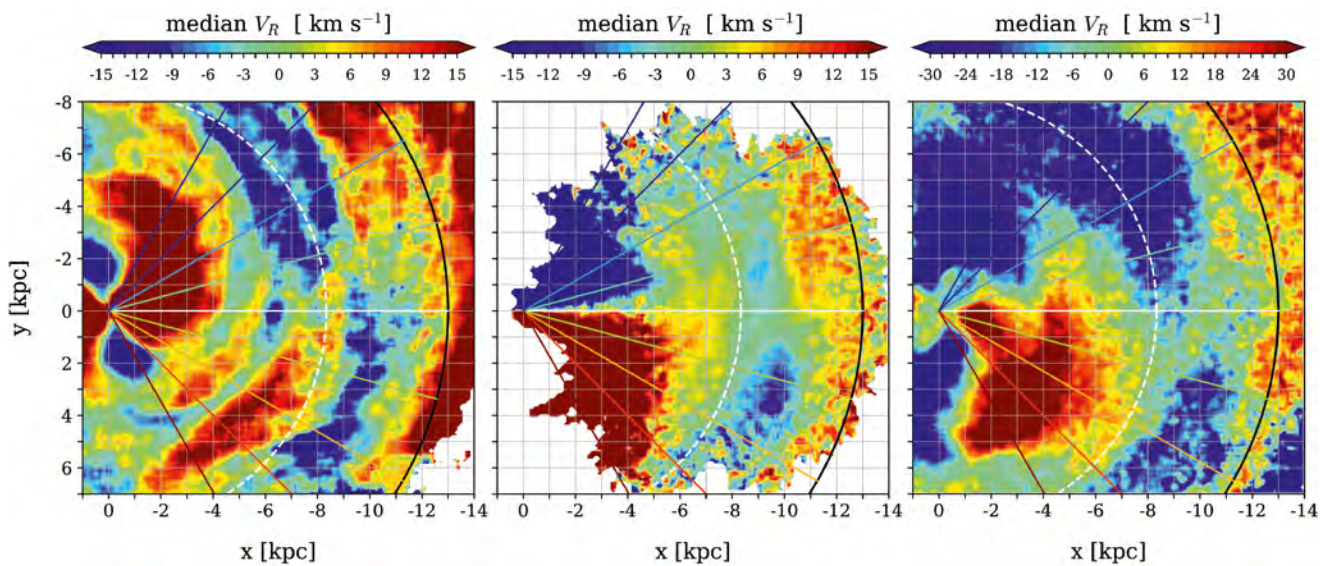 median V_R [ km s⁻¹] median V_R [ km s⁻¹] median V_R [ km s⁻¹]
-15 -12 -9 -6 -3 0 3 6 9 12 15 -15 -12 -9 -6 -3 0 3 6 9 12 15 -30 -24 -18 -12 -6 0 6 12 18 24 30
-8
-6
-4
-2
0
2
4
6
y [kpc]
0 -2 -4 -6 -8 -10 -12 -14 0 -2 -4 -6 -8 -10 -12 -14 0 -2 -4 -6 -8 -10 -12 -14
x [kpc] x [kpc] x [kpc]